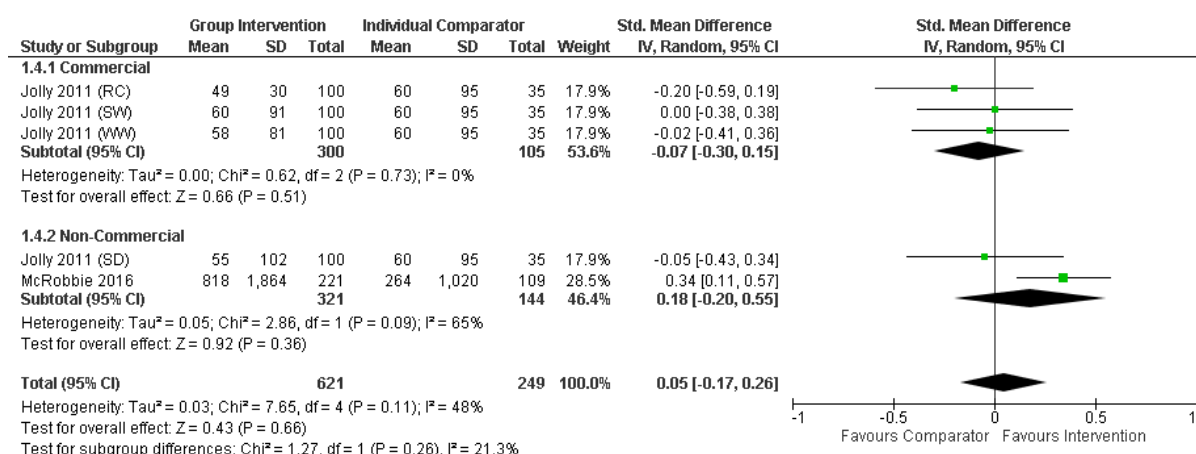 Group Intervention Individual Comparator Std. Mean Difference Std. Mean Difference
Study or Subgroup Mean SD Total Mean SD Total Weight IV, Random, 95% CI IV, Random, 95% CI
1.4.1 Commercial
Jolly 2011 (RC) 49 30 100 60 95 35 17.9% -0.20 [-0.59, 0.19]
Jolly 2011 (SW) 60 91 100 60 95 35 17.9% 0.00 [-0.38, 0.38]
Jolly 2011 (WW) 58 81 100 60 95 35 17.9% -0.02 [-0.41, 0.36]
Subtotal (95% CI) 300 105 53.6% -0.07 [-0.30, 0.15]
Heterogeneity: Tau² = 0.00; Chi² = 0.62, df = 2 (P = 0.73); I² = 0%
Test for overall effect: Z = 0.66 (P = 0.51)
1.4.2 Non-Commercial
Jolly 2011 (SD) 55 102 100 60 95 35 17.9% -0.05 [-0.43, 0.34]
McRobbie 2016 818 1,864 221 264 1,020 109 28.5% 0.34 [0.11, 0.57]
Subtotal (95% CI) 321 144 46.4% 0.18 [-0.20, 0.55]
Heterogeneity: Tau² = 0.05; Chi² = 2.86, df = 1 (P = 0.09); I² = 65%
Test for overall effect: Z = 0.92 (P = 0.36)
Total (95% CI) 621 249 100.0% 0.05 [-0.17, 0.26]
Heterogeneity: Tau² = 0.03; Chi² = 7.65, df = 4 (P = 0.11); I² = 48%
Test for overall effect: Z = 0.43 (P = 0.66)
Test for subgroup differences: Chi² = 1.27, df = 1 (P = 0.26), I² = 21.3%
-1 -0.5 0 0.5 1
Favours Comparator Favours Intervention